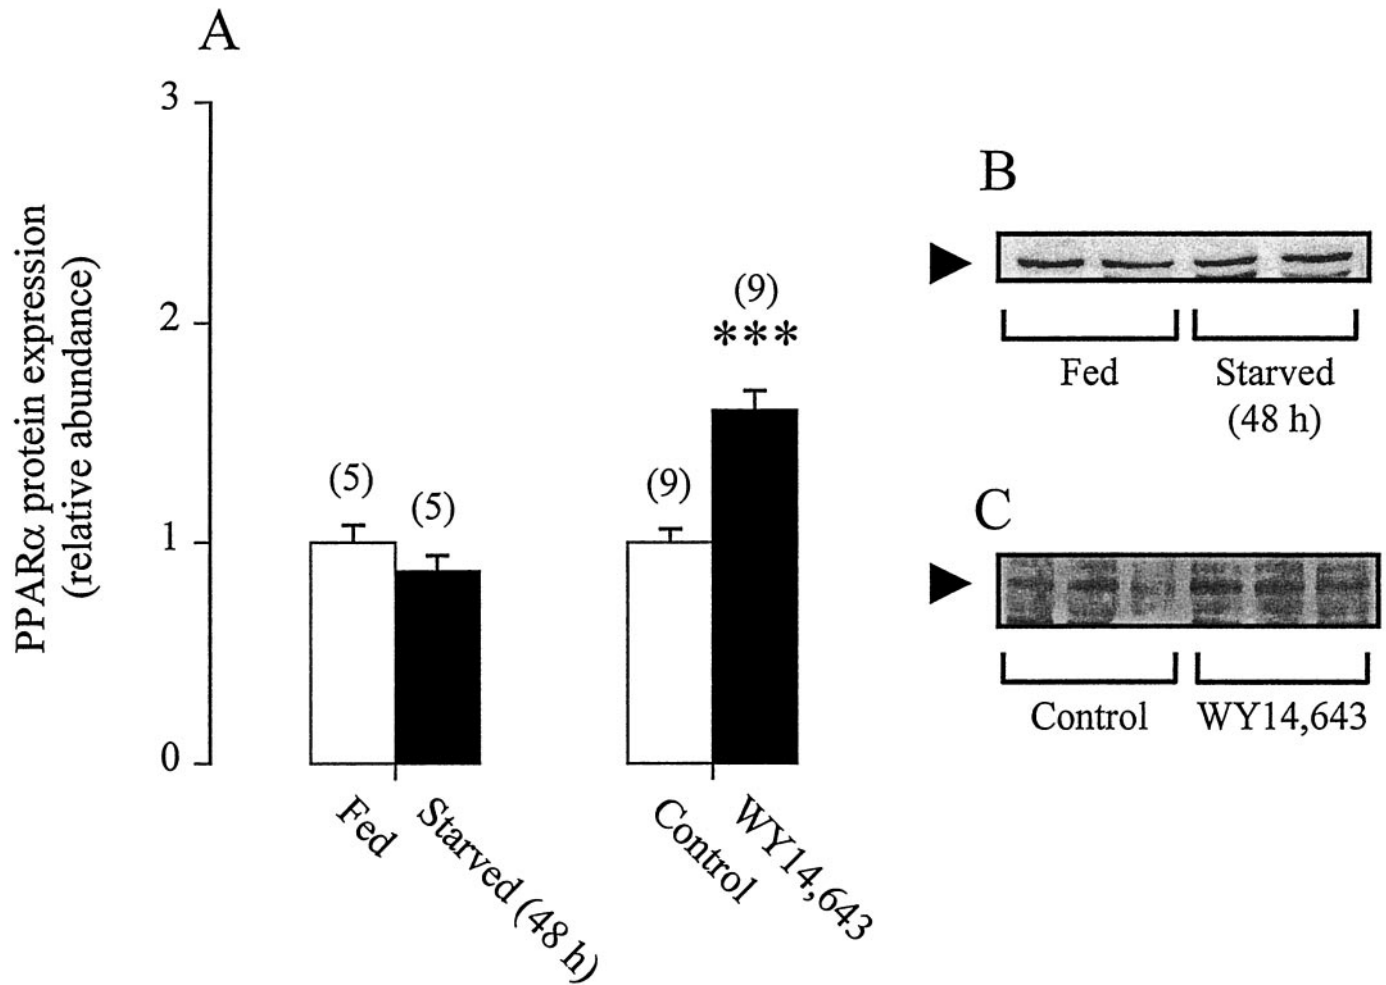 A
3
2
1
0
PPARα protein expression
(relative abundance)
(5)
(5)
(9)
(9)
***
Fed
Starved (48 h)
Control
WY14,643
B
Fed
Starved
(48 h)
C
Control
WY14,643